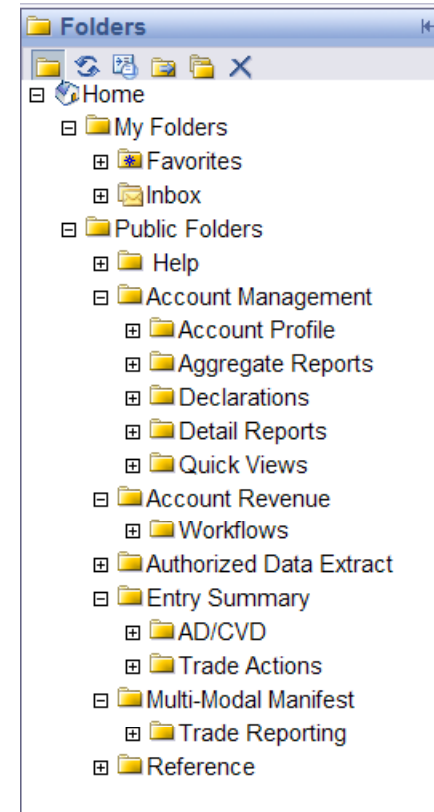 Folders
Home
My Folders
Favorites
Inbox
Public Folders
Help
Account Management
Account Profile
Aggregate Reports
Declarations
Detail Reports
Quick Views
Account Revenue
Workflows
Authorized Data Extract
Entry Summary
AD/CVD
Trade Actions
Multi-Modal Manifest
Trade Reporting
Reference